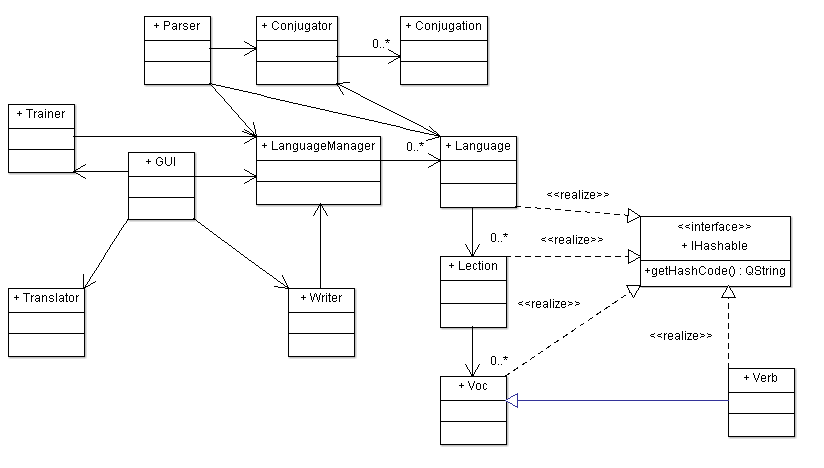 + Parser
+ Conjugator
+ Conjugation
0..*
+ Trainer
+ LanguageManager
+ Language
0..*
+ GUI
<<realize>>
<<interface>>
+ IHashable
+getHashCode() : QString
0..*
<<realize>>
+ Lection
+ Translator
+ Writer
<<realize>>
<<realize>>
0..*
+ Voc
+ Verb